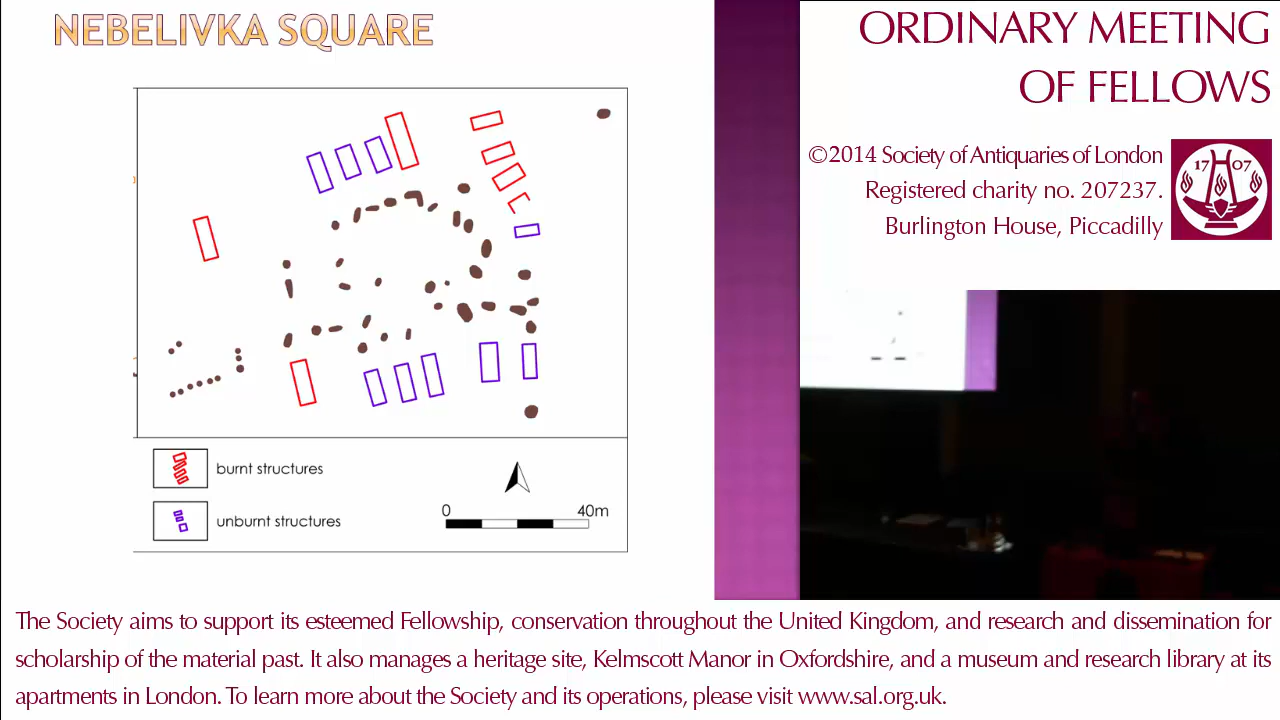 NEBELIVKA SQUARE
burnt structures
unburnt structures
0 40m
ORDINARY MEETING
OF FELLOWS
©2014 Society of Antiquaries of London
Registered charity no. 207237.
Burlington House, Piccadilly
17 07
The Society aims to support its esteemed Fellowship, conservation throughout the United Kingdom, and research and dissemination for
scholarship of the material past. It also manages a heritage site, Kelmscott Manor in Oxfordshire, and a museum and research library at its
apartments in London. To learn more about the Society and its operations, please visit www.sal.org.uk.